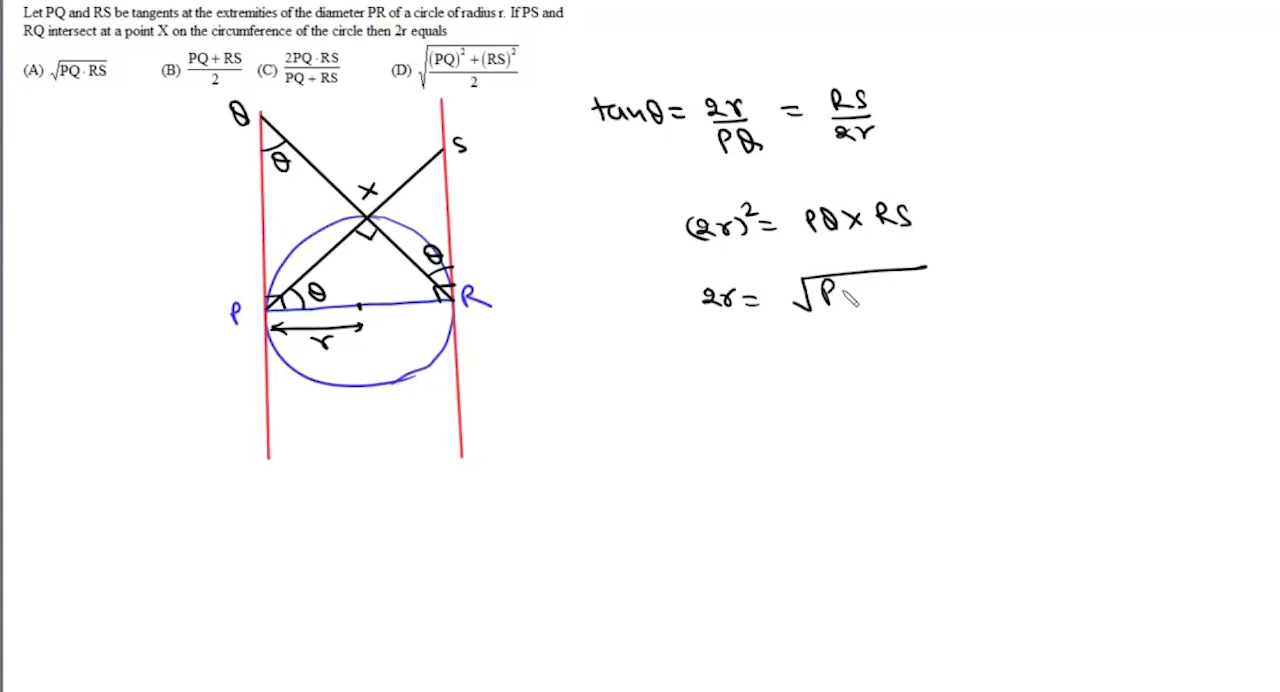 Let PQ and RS be tangents at the extremities of the diameter PR of a circle of radius r. If PS and
RQ intersect at a point X on the circumference of the circle then 2r equals
(A) √(PQ · RS) (B) (PQ + RS)/2 (C) (2PQ · RS)/(PQ + RS) (D) √(((PQ)² + (RS)²)/2)
Q
θ
S
X
θ
θ
P
R
r
tanθ = 2r/PQ = RS/2r
(2r)² = PQ × RS
2r = √P